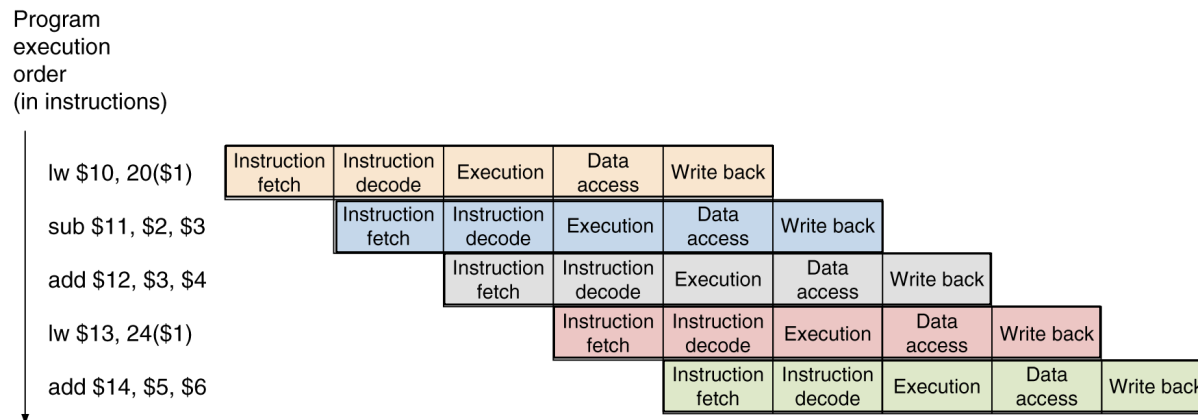 Program
execution
order
(in instructions)
lw $10, 20($1)
Instruction fetch
Instruction decode
Execution
Data access
Write back
sub $11, $2, $3
Instruction fetch
Instruction decode
Execution
Data access
Write back
add $12, $3, $4
Instruction fetch
Instruction decode
Execution
Data access
Write back
lw $13, 24($1)
Instruction fetch
Instruction decode
Execution
Data access
Write back
add $14, $5, $6
Instruction fetch
Instruction decode
Execution
Data access
Write back